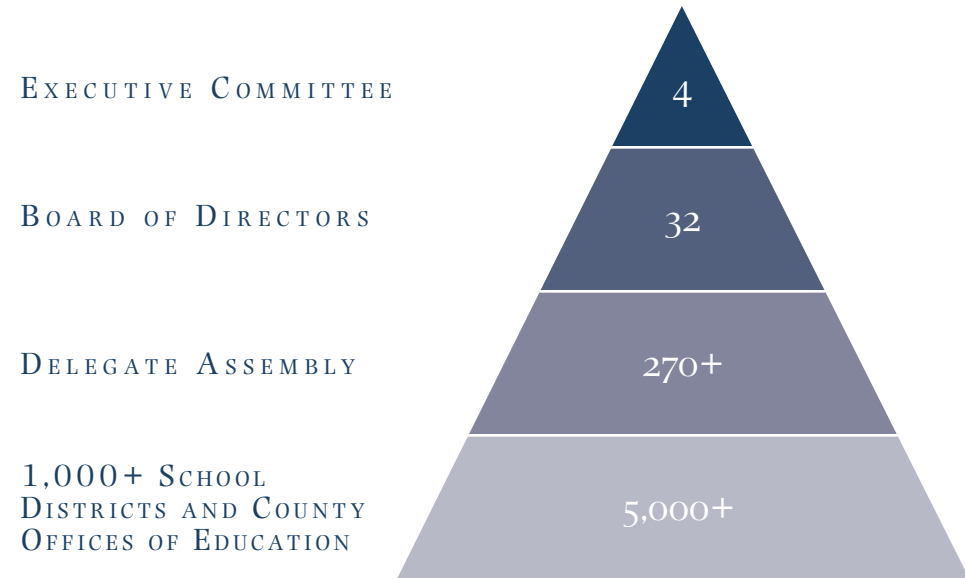 Executive Committee
4
Board of Directors
32
Delegate Assembly
270+
1,000+ School
Districts and County
Offices of Education
5,000+